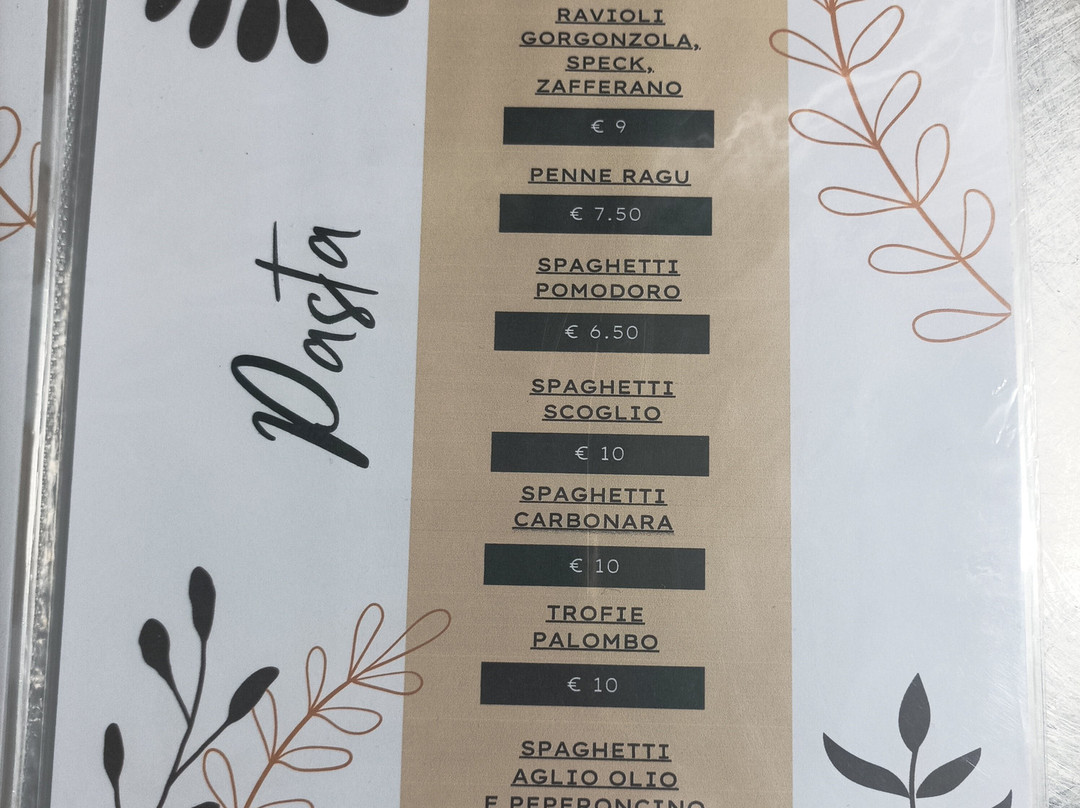 Pasta
RAVIOLI
GORGONZOLA,
SPECK,
ZAFFERANO
€ 9
PENNE RAGU
€ 7.50
SPAGHETTI
POMODORO
€ 6.50
SPAGHETTI
SCOGLIO
€ 10
SPAGHETTI
CARBONARA
€ 10
TROFIE
PALOMBO
€ 10
SPAGHETTI
AGLIO OLIO
E PEPERONCINO